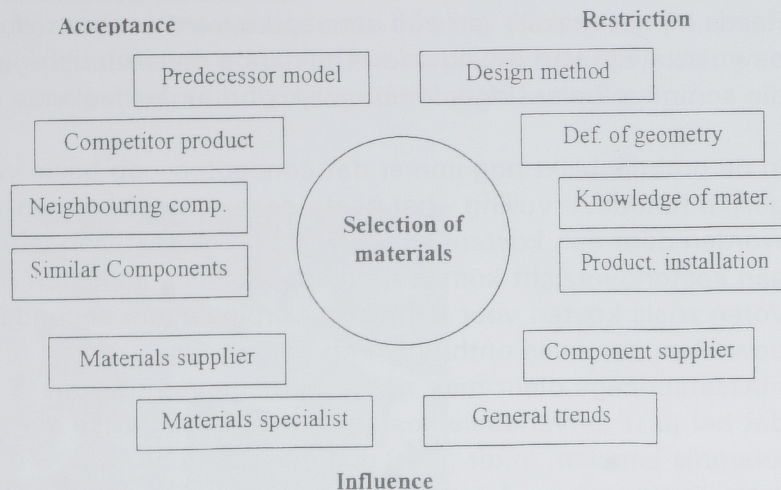 Acceptance
Restriction
Predecessor model
Design method
Competitor product
Def. of geometry
Neighbouring comp.
Knowledge of mater.
Selection of
materials
Similar Components
Product. installation
Materials supplier
Component supplier
Materials specialist
General trends
Influence